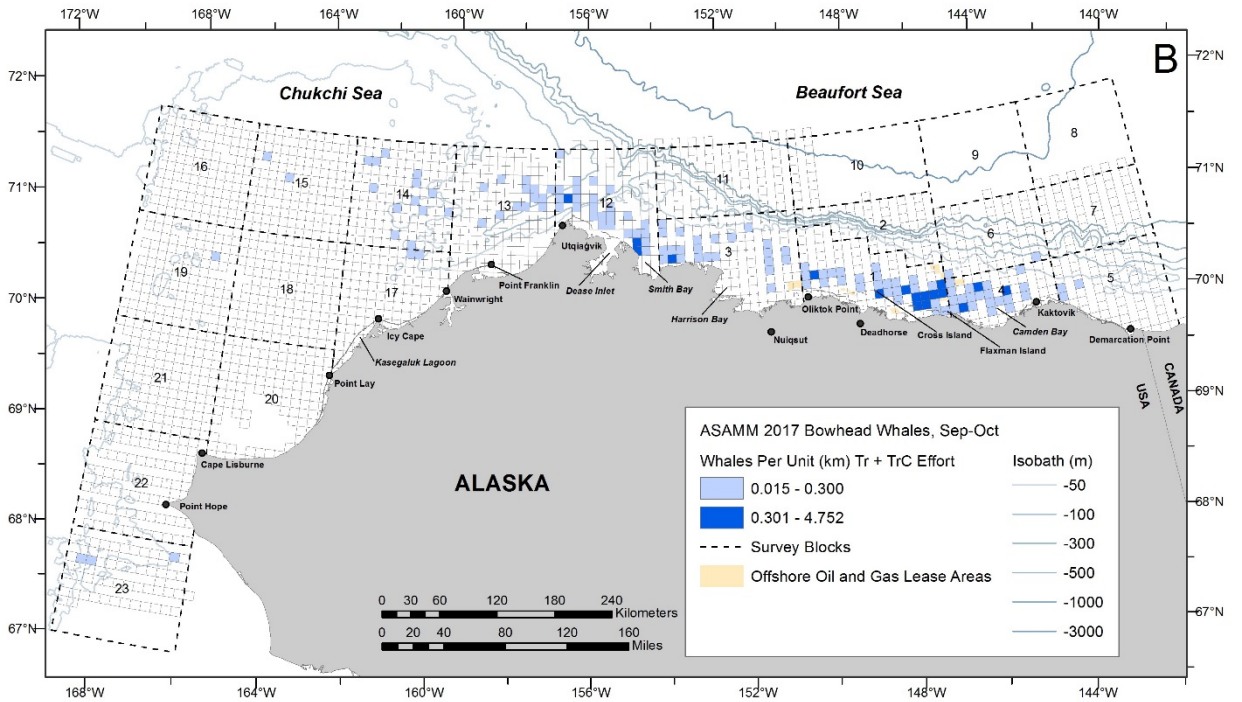 172°W 168°W 164°W 160°W 156°W 152°W 148°W 144°W 140°W
B
72°N
72°N
Chukchi Sea
Beaufort Sea
8
9
10
11
71°N
71°N
16
15
14
13
12
7
2
6
Utqiaġvik
3
19
18
17
Point Franklin
Dease Inlet
Smith Bay
Wainwright
70°N
70°N
1
4
5
Harrison Bay
Oliktok Point
Kaktovik
Icy Cape
Cross Island
Camden Bay
Nuiqsut
Deadhorse
Flaxman Island
Demarcation Point
Kasegaluk Lagoon
21
20
Point Lay
69°N
69°N
USA
CANADA
Cape Lisburne
22
ALASKA
Point Hope
68°N
68°N
23
67°N
67°N
ASAMM 2017 Bowhead Whales, Sep-Oct
Whales Per Unit (km) Tr + TrC Effort
0.015 - 0.300
0.301 - 4.752
Survey Blocks
Offshore Oil and Gas Lease Areas
Isobath (m)
-50
-100
-300
-500
-1000
-3000
0 30 60 120 180 240
Kilometers
0 20 40 80 120 160
Miles
168°W 164°W 160°W 156°W 152°W 148°W 144°W